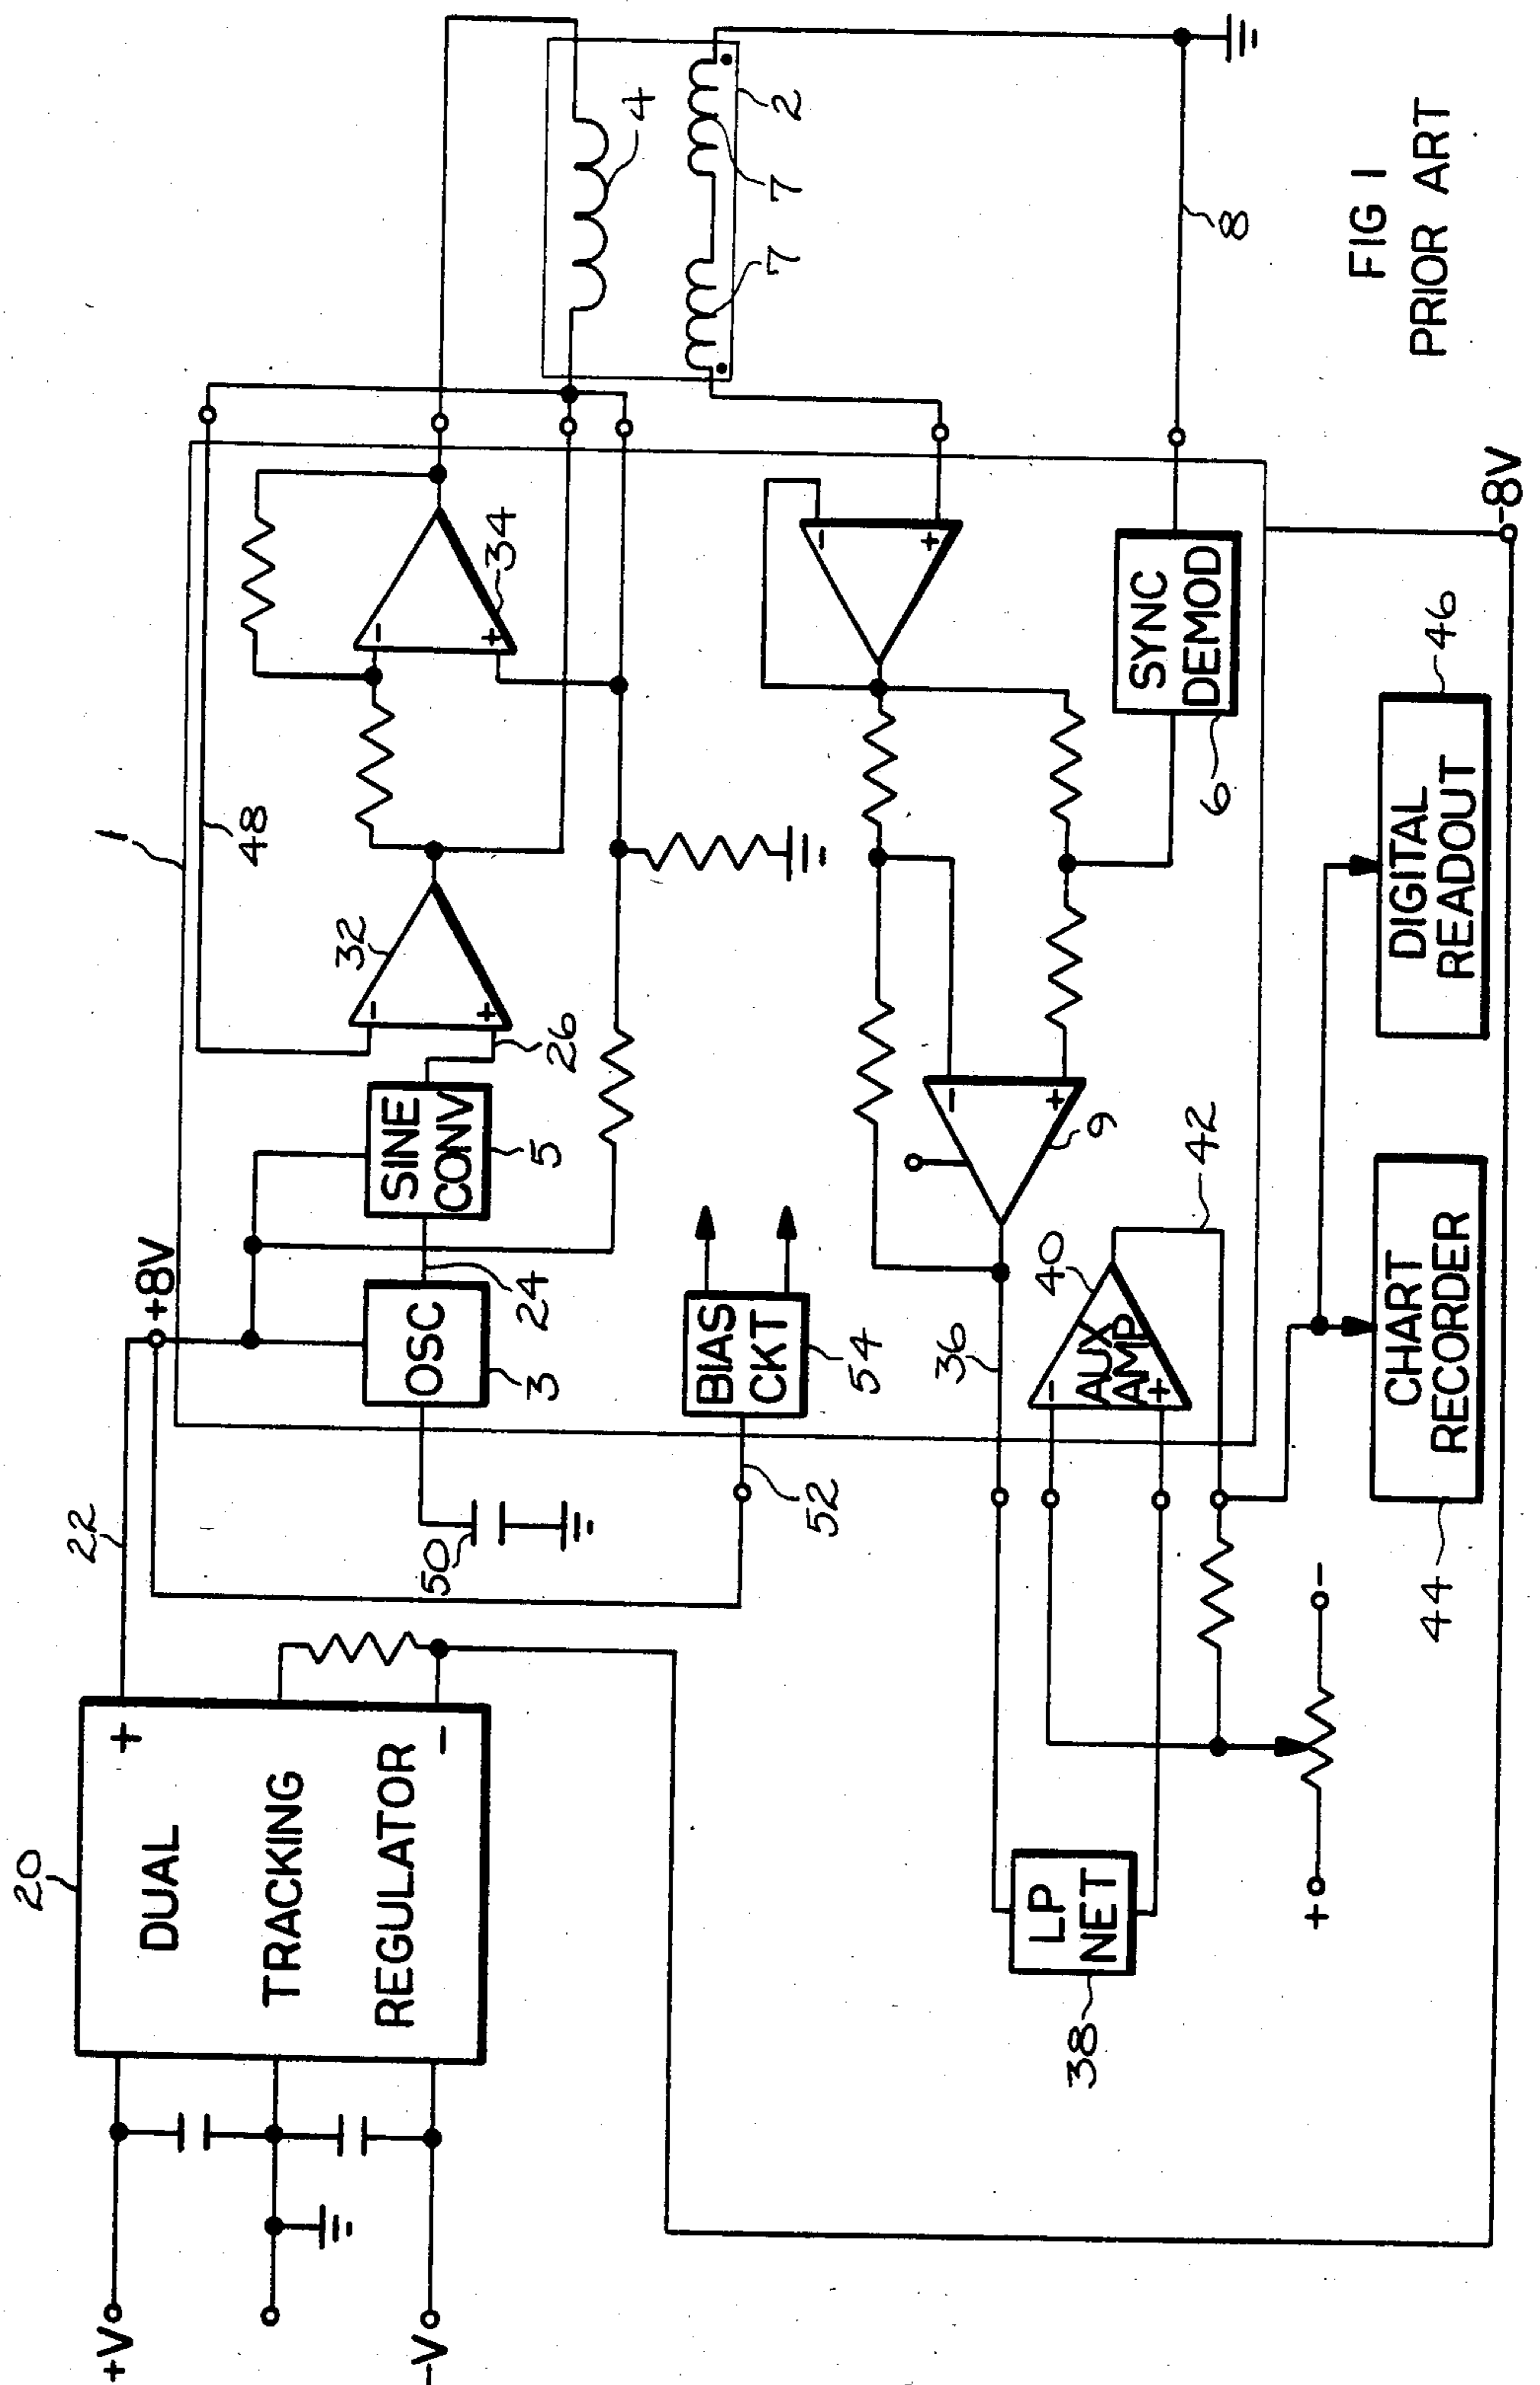 +V
-V
20
DUAL
TRACKING
REGULATOR
+
-
22
+8V
50
OSC
3
24
SINE
CONV
5
26
1
48
32
-
+
34
-
+
4
2
7
7
8
BIAS
CKT
54
52
-
+
SYNC
DEMOD
6
-
+
9
36
40
-
AUX
AMP
+
42
LP
NET
38
+
-
CHART
RECORDER
44
DIGITAL
READOUT
46
-8V
FIG 1
PRIOR ART